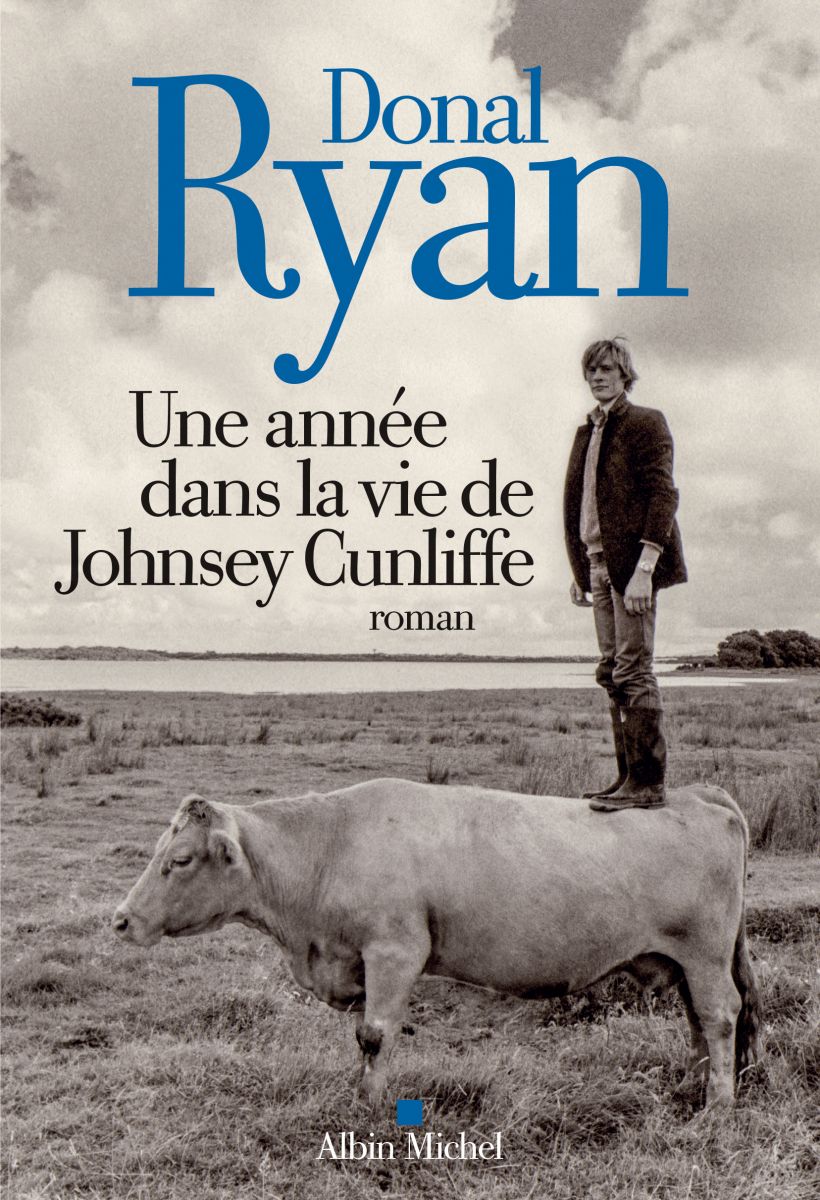 Donal
Ryan
Une année
dans la vie de
Johnsey Cunliffe
roman
Albin Michel